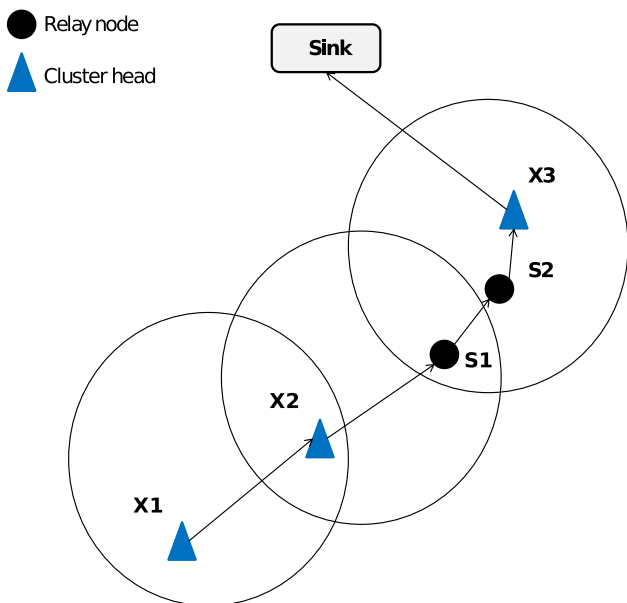 Relay node
Cluster head
Sink
X3
S2
S1
X2
X1